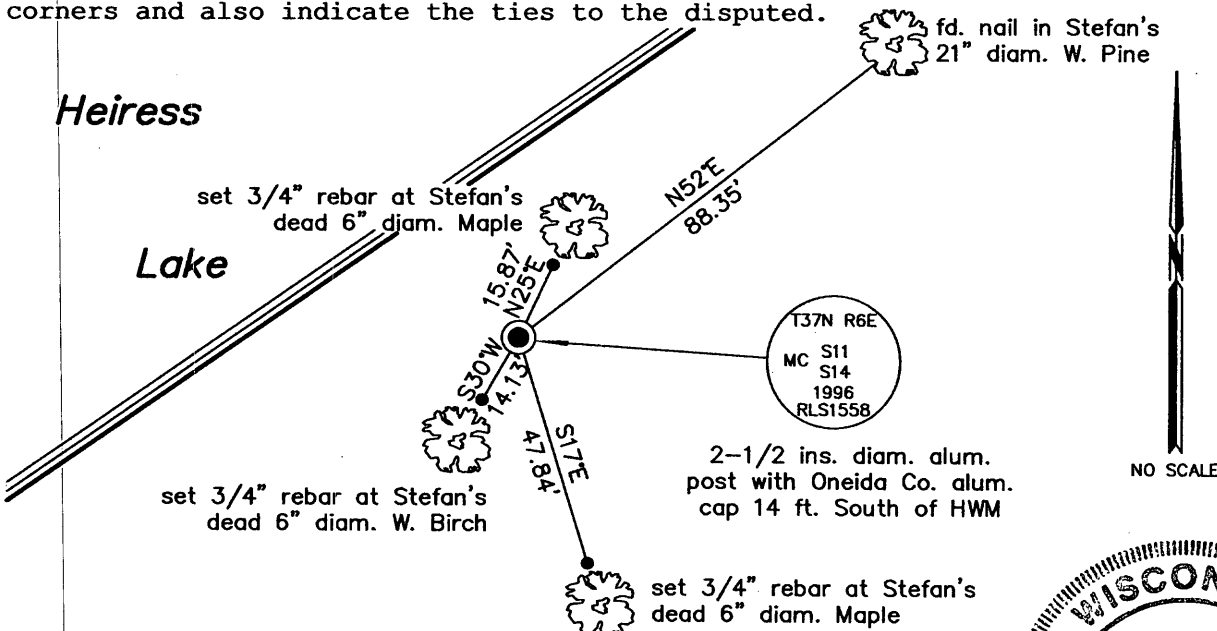 corners and also indicate the ties to the disputed.
fd. nail in Stefan's
21" diam. W. Pine
Heiress
N52°E
88.35'
set 3/4" rebar at Stefan's
dead 6" diam. Maple
Lake
15.87'
N25°E
N
T37N R6E
MC S11
S14
1996
RLS1558
S30°W
14.13'
S17°E
47.84'
2-1/2 ins. diam. alum.
post with Oneida Co. alum.
cap 14 ft. South of HWM
NO SCALE
set 3/4" rebar at Stefan's
dead 6" diam. W. Birch
set 3/4" rebar at Stefan's
dead 6" diam. Maple
WISCON